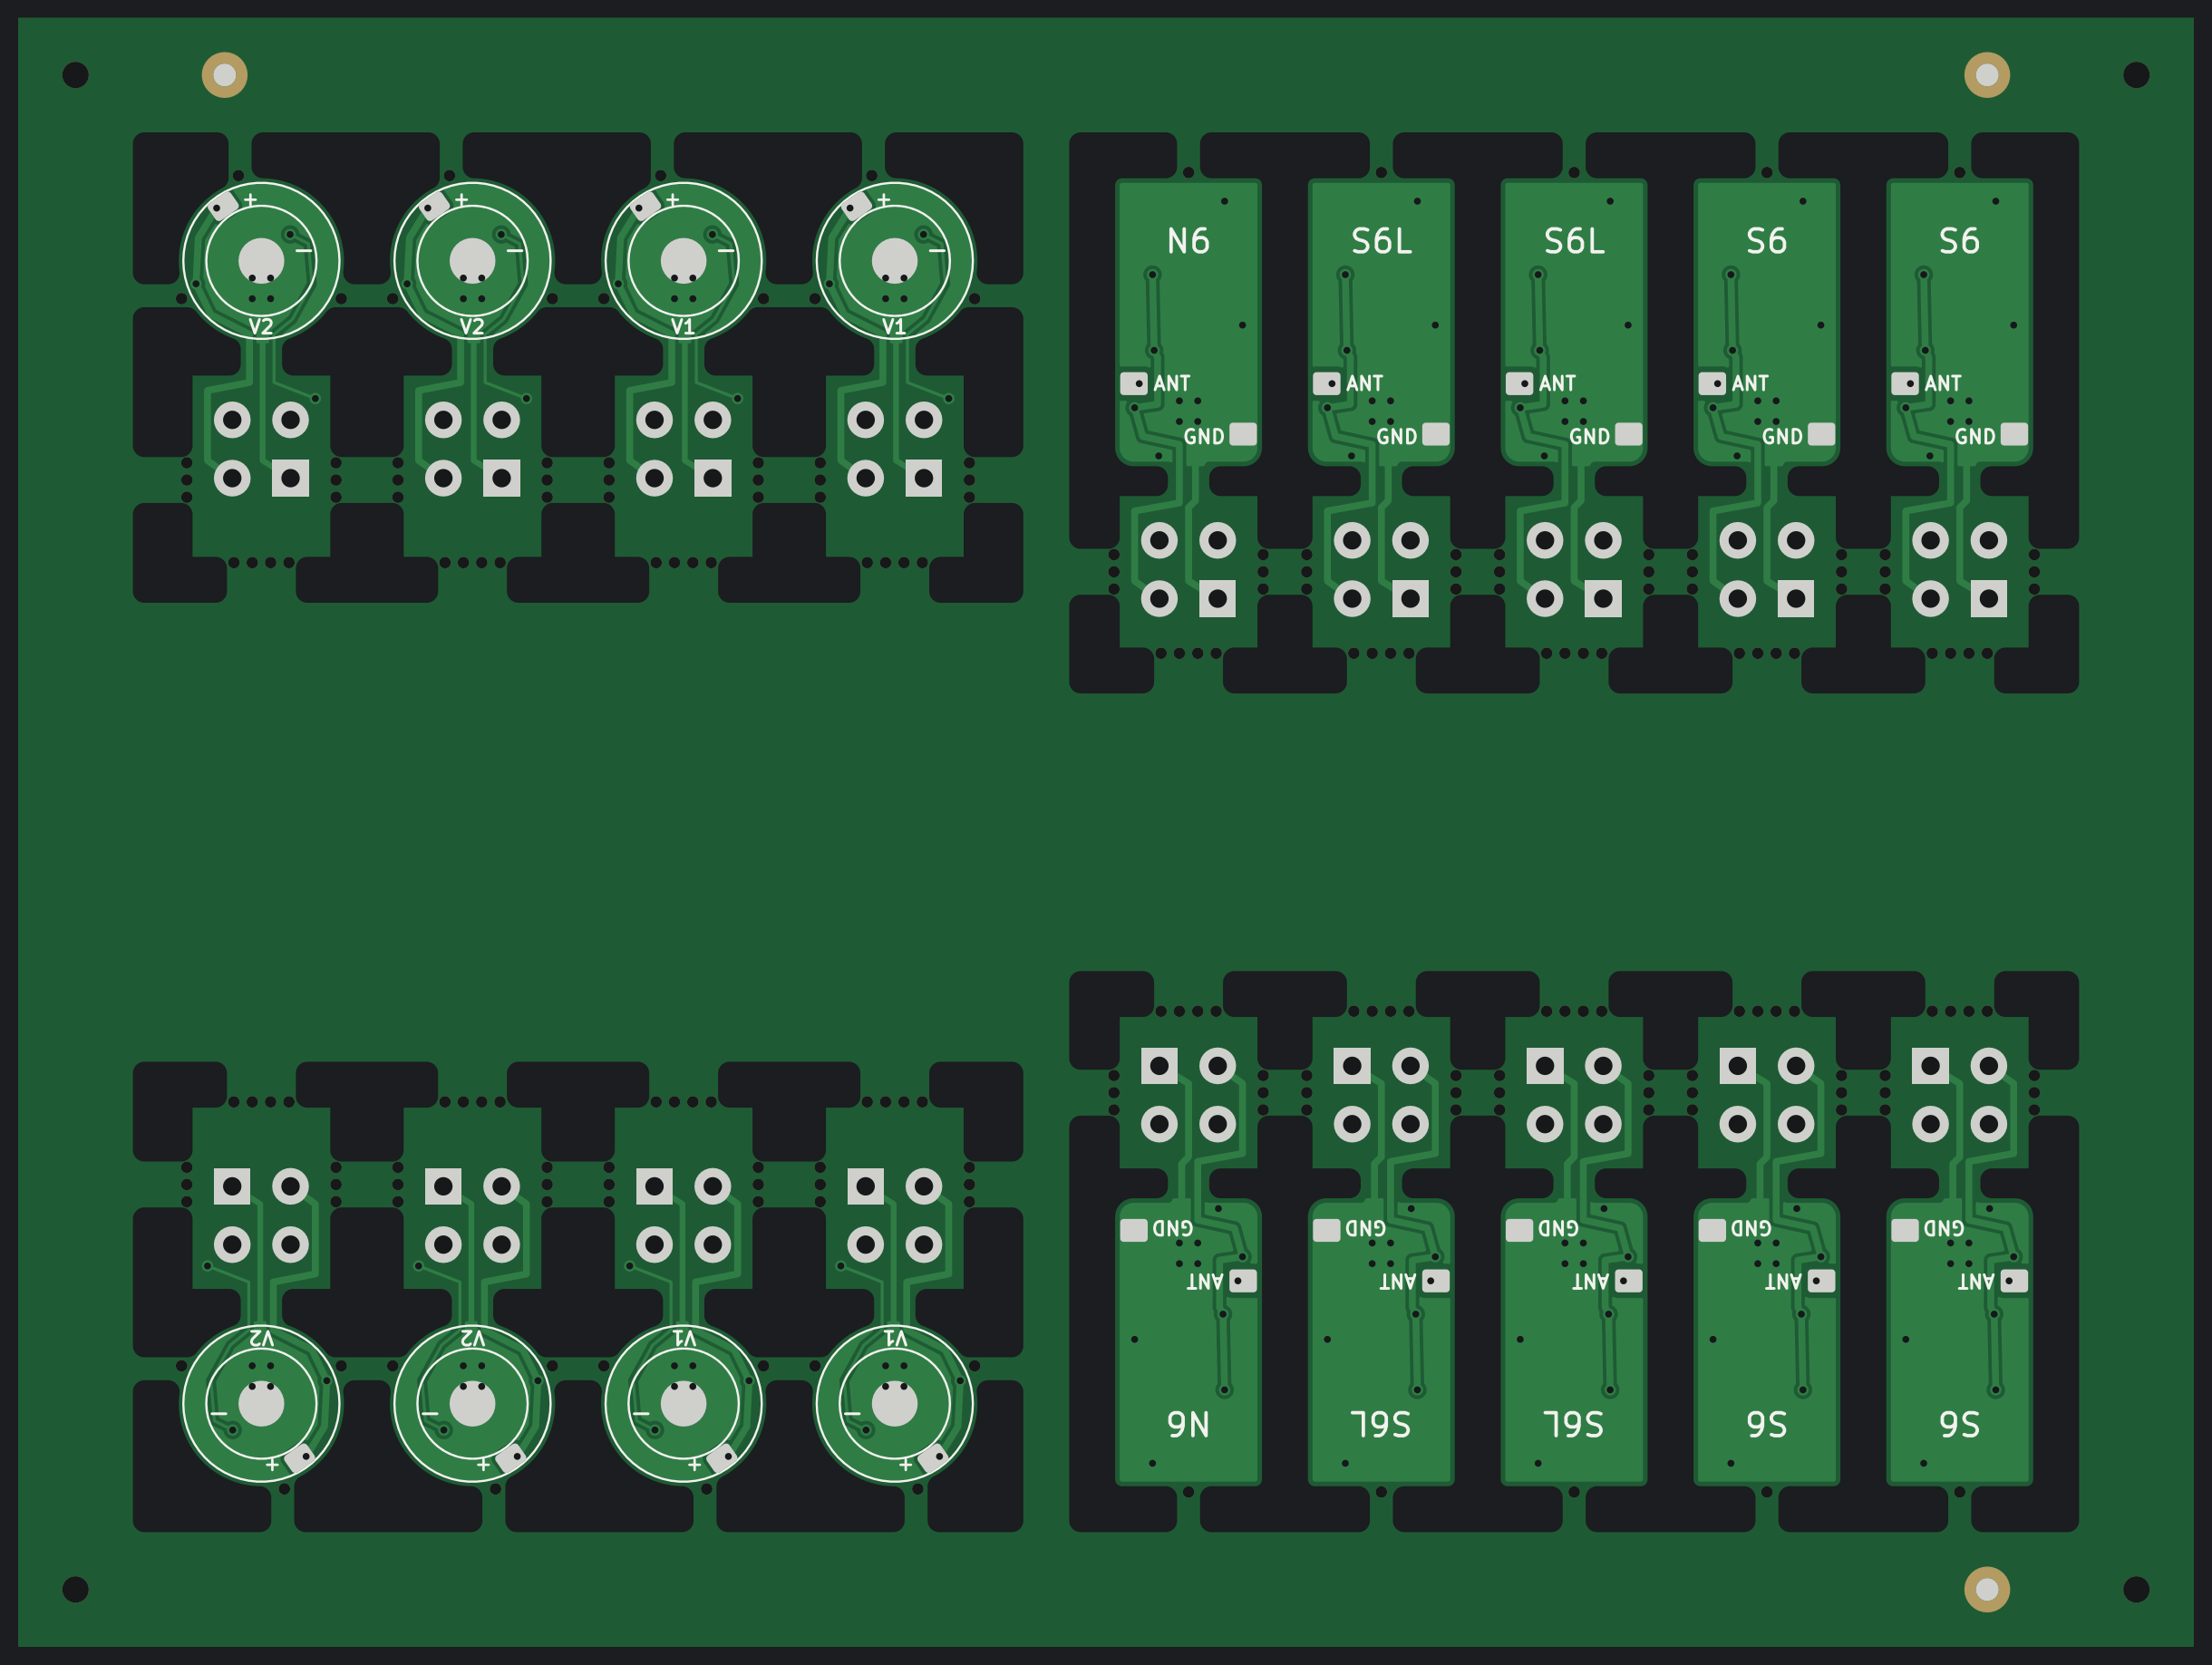 + + + +
− − − −
V2 V2 V1 V1
N6 S6L S6L S6 S6
ANT ANT ANT ANT ANT
GND GND GND GND GND
GND GND GND GND GND
ANT ANT ANT ANT ANT
V2 V2 V1 V1
− − − −
N6 S6L S6L S6 S6
+ + + +